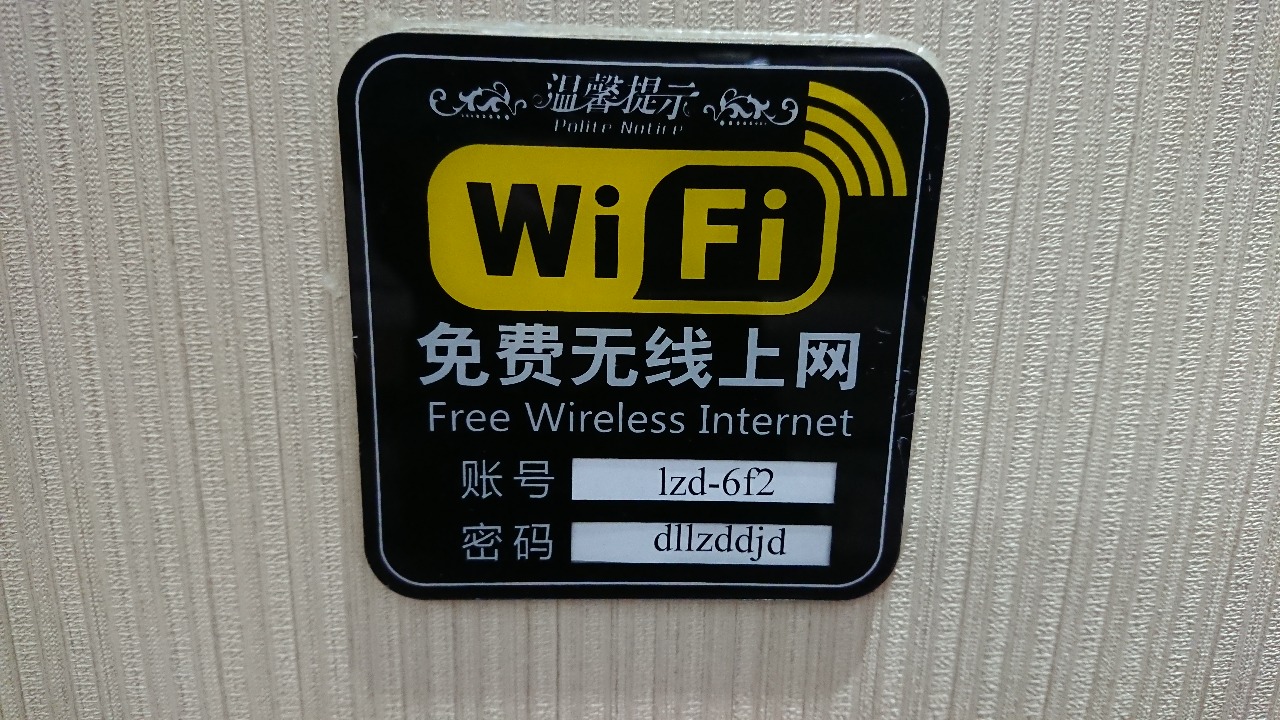 温馨提示
Polite Notice
WiFi
免费无线上网
Free Wireless Internet
账号 lzd-6f2
密码 dllzddjd